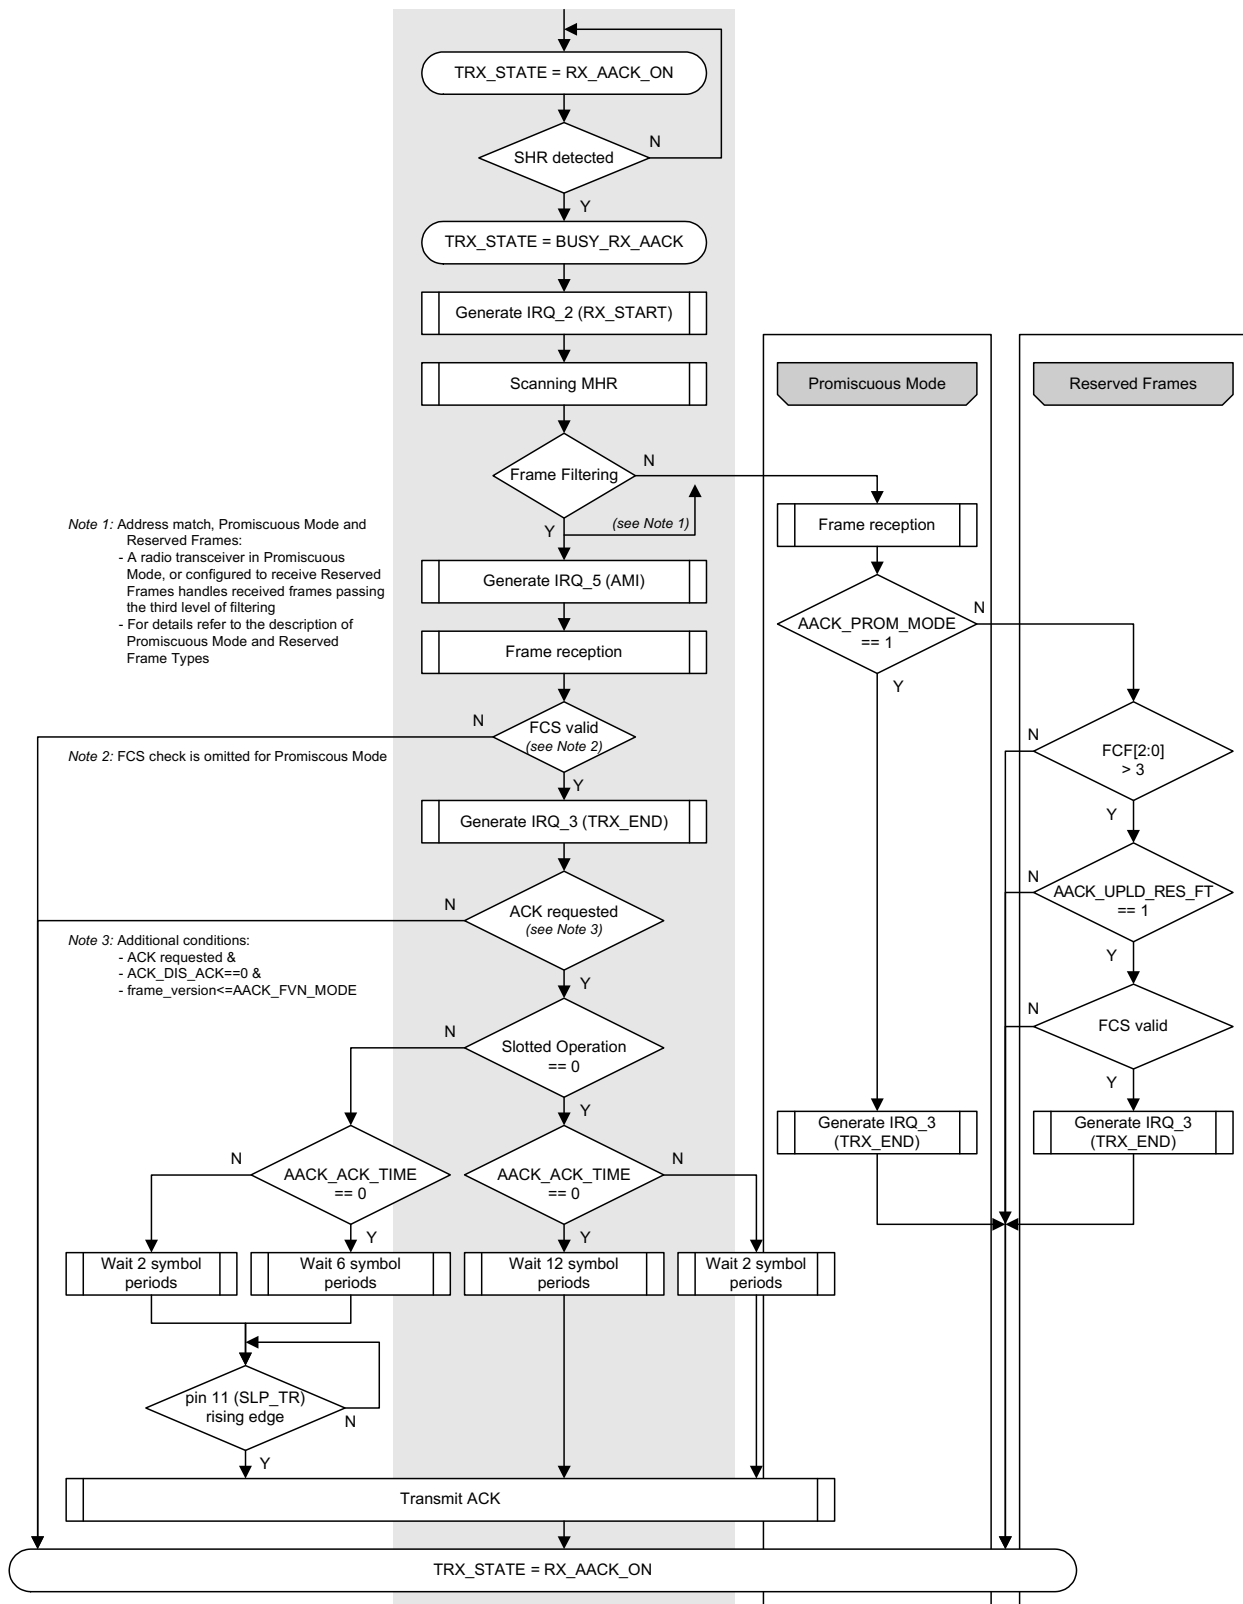 TRX_STATE = RX_AACK_ON
SHR detected
N
Y
TRX_STATE = BUSY_RX_AACK
Generate IRQ_2 (RX_START)
Scanning MHR
Promiscuous Mode
Reserved Frames
Frame Filtering
N
Y
(see Note 1)
Note 1: Address match, Promiscuous Mode and
Reserved Frames:
- A radio transceiver in Promiscuous
Mode, or configured to receive Reserved
Frames handles received frames passing
the third level of filtering
- For details refer to the description of
Promiscuous Mode and Reserved
Frame Types
Frame reception
Generate IRQ_5 (AMI)
AACK_PROM_MODE
== 1
N
Y
Frame reception
FCS valid
(see Note 2)
N
Y
Note 2: FCS check is omitted for Promiscous Mode
FCF[2:0]
> 3
N
Y
Generate IRQ_3 (TRX_END)
ACK requested
(see Note 3)
N
Y
AACK_UPLD_RES_FT
== 1
N
Y
Note 3: Additional conditions:
- ACK requested &
- ACK_DIS_ACK==0 &
- frame_version<=AACK_FVN_MODE
FCS valid
N
Y
Slotted Operation
== 0
N
Y
Generate IRQ_3
(TRX_END)
Generate IRQ_3
(TRX_END)
AACK_ACK_TIME
== 0
N
Y
AACK_ACK_TIME
== 0
N
Y
Wait 2 symbol
periods
Wait 6 symbol
periods
Wait 12 symbol
periods
Wait 2 symbol
periods
pin 11 (SLP_TR)
rising edge
N
Y
Transmit ACK
TRX_STATE = RX_AACK_ON